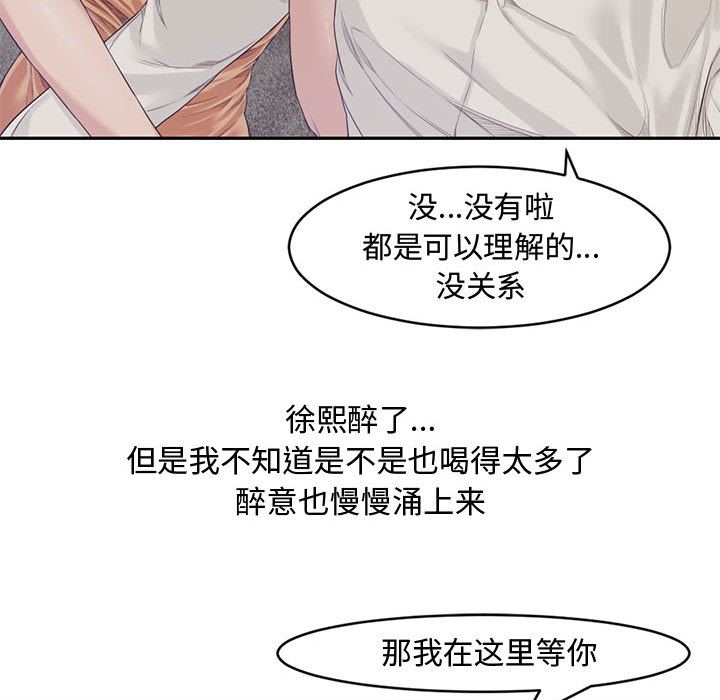 没...没有啦
都是可以理解的...
没关系
徐熙醉了...
但是我不知道是不是也喝得太多了
醉意也慢慢涌上来
那我在这里等你